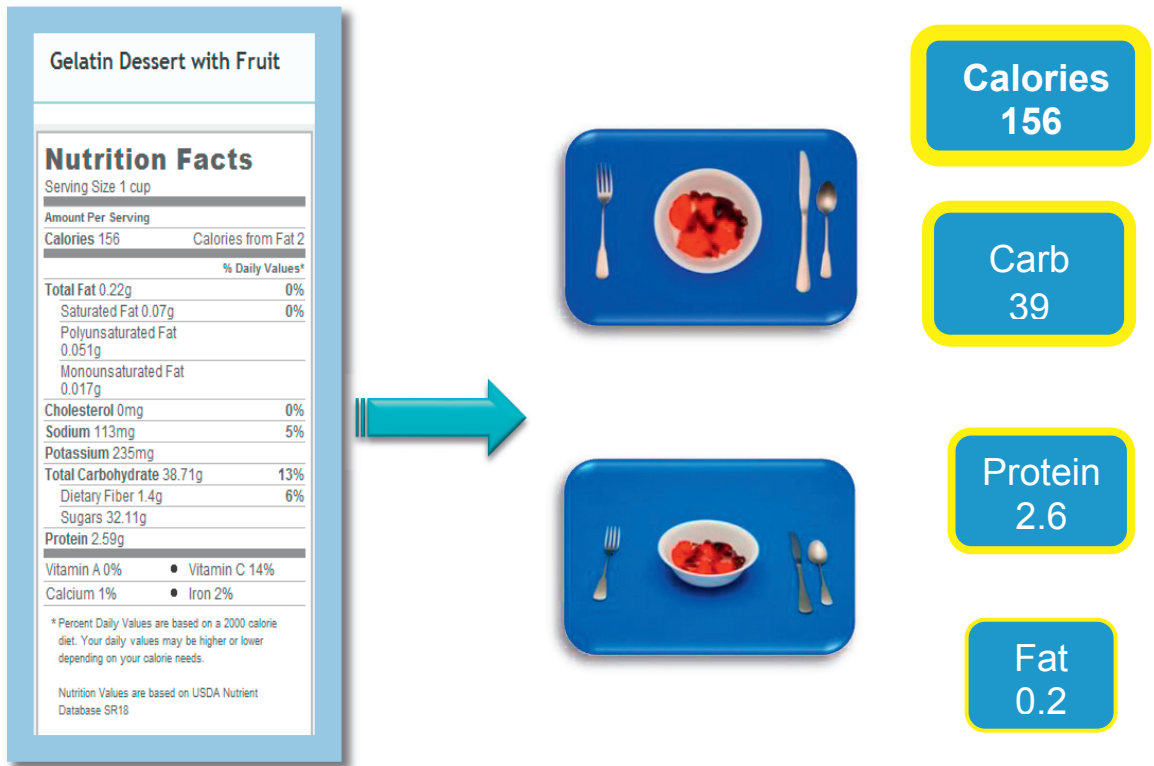 Gelatin Dessert with Fruit
Nutrition Facts
Serving Size 1 cup
Amount Per Serving
Calories 156 Calories from Fat 2
% Daily Values*
Total Fat 0.22g 0%
Saturated Fat 0.07g 0%
Polyunsaturated Fat
0.051g
Monounsaturated Fat
0.017g
Cholesterol 0mg 0%
Sodium 113mg 5%
Potassium 235mg
Total Carbohydrate 38.71g 13%
Dietary Fiber 1.4g 6%
Sugars 32.11g
Protein 2.59g
Vitamin A 0% • Vitamin C 14%
Calcium 1% • Iron 2%
* Percent Daily Values are based on a 2000 calorie
diet. Your daily values may be higher or lower
depending on your calorie needs.
Nutrition Values are based on USDA Nutrient
Database SR18
Calories
156
Carb
39
Protein
2.6
Fat
0.2